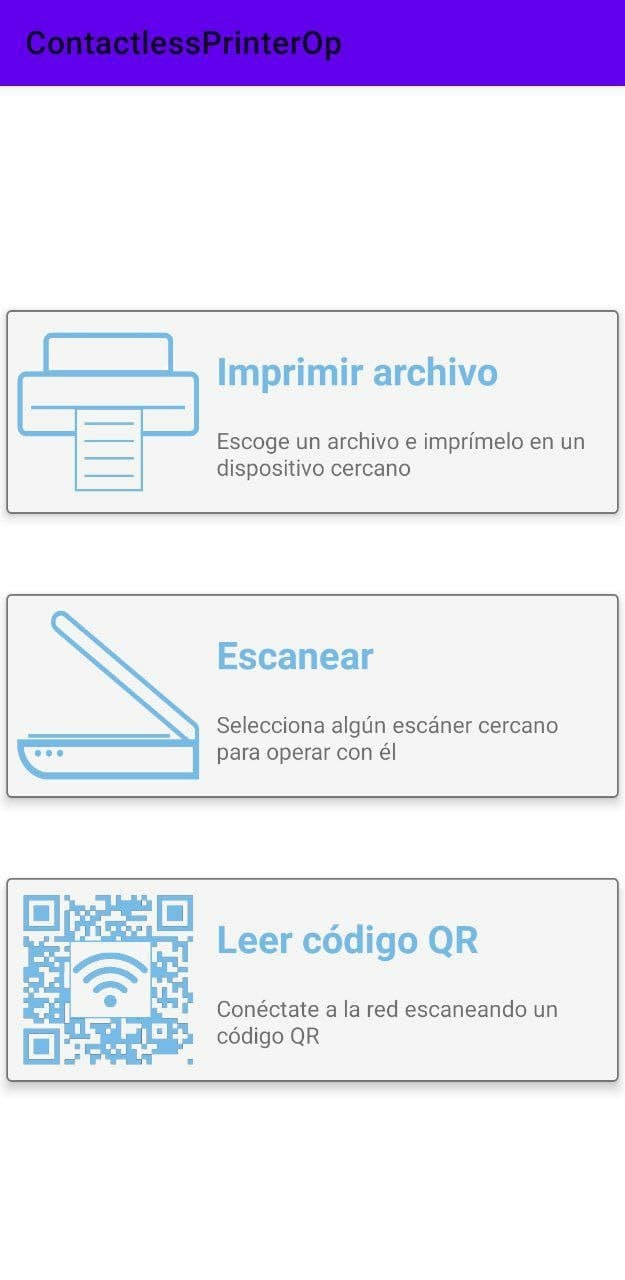 ContactlessPrinterOp
Imprimir archivo
Escoge un archivo e imprímelo en un
dispositivo cercano
Escanear
Selecciona algún escáner cercano
para operar con él
Leer código QR
Conéctate a la red escaneando un
código QR